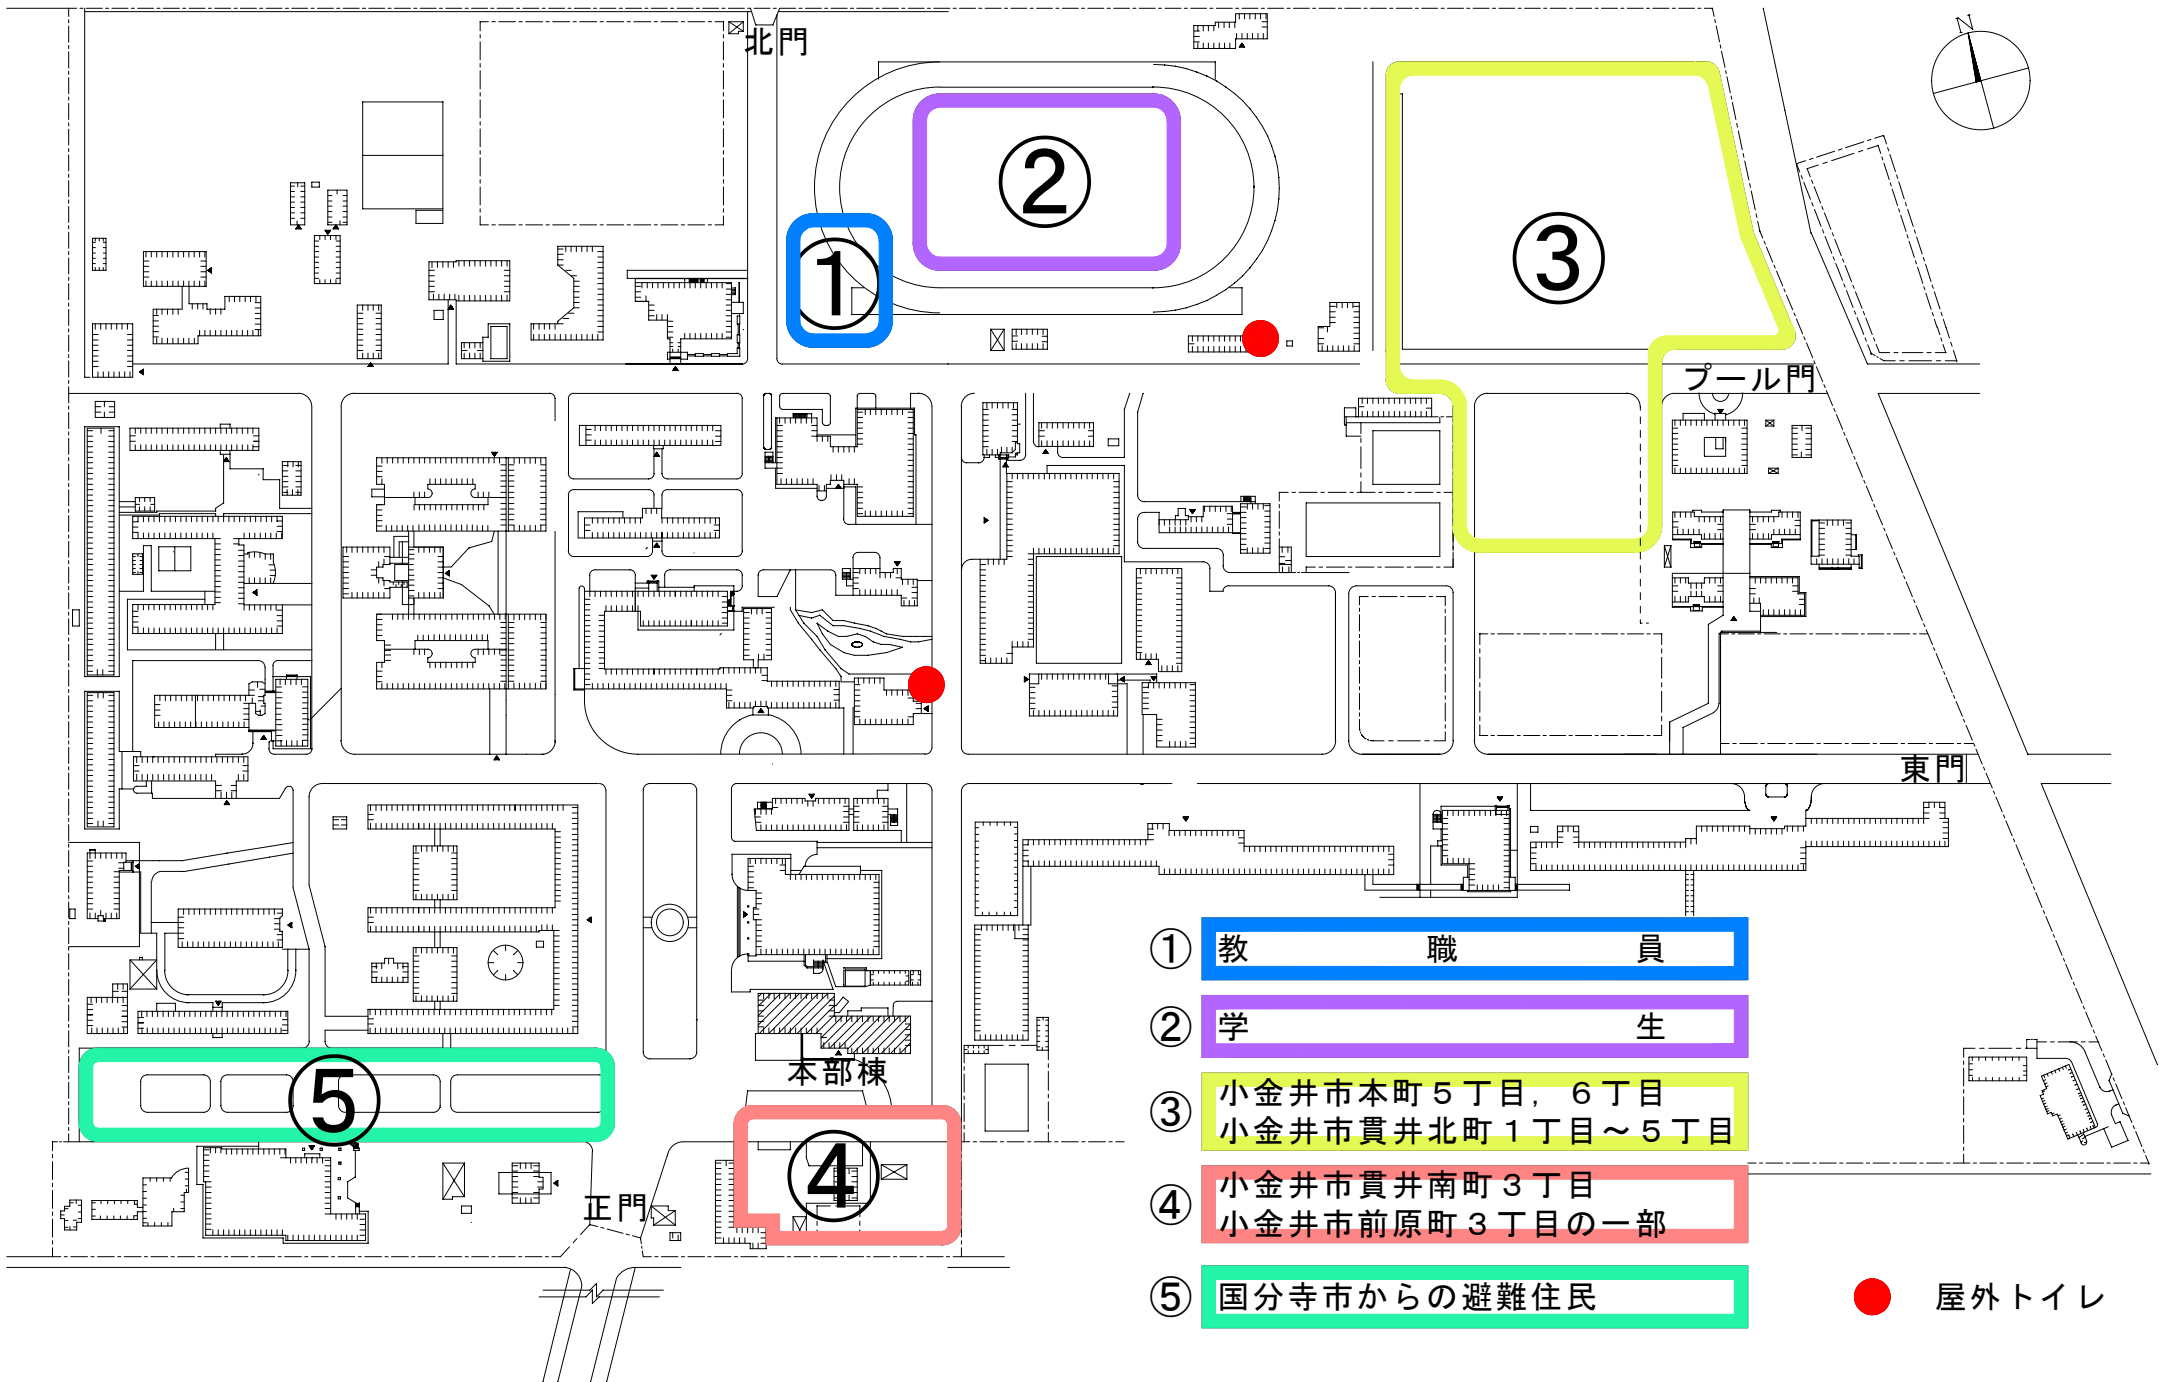 N
北門
②
①
③
プール門
東門
本部棟
⑤
④
正門
① 教職員
② 学生
③ 小金井市本町５丁目，６丁目
小金井市貫井北町１丁目～５丁目
④ 小金井市貫井南町３丁目
小金井市前原町３丁目の一部
⑤ 国分寺市からの避難住民
屋外トイレ